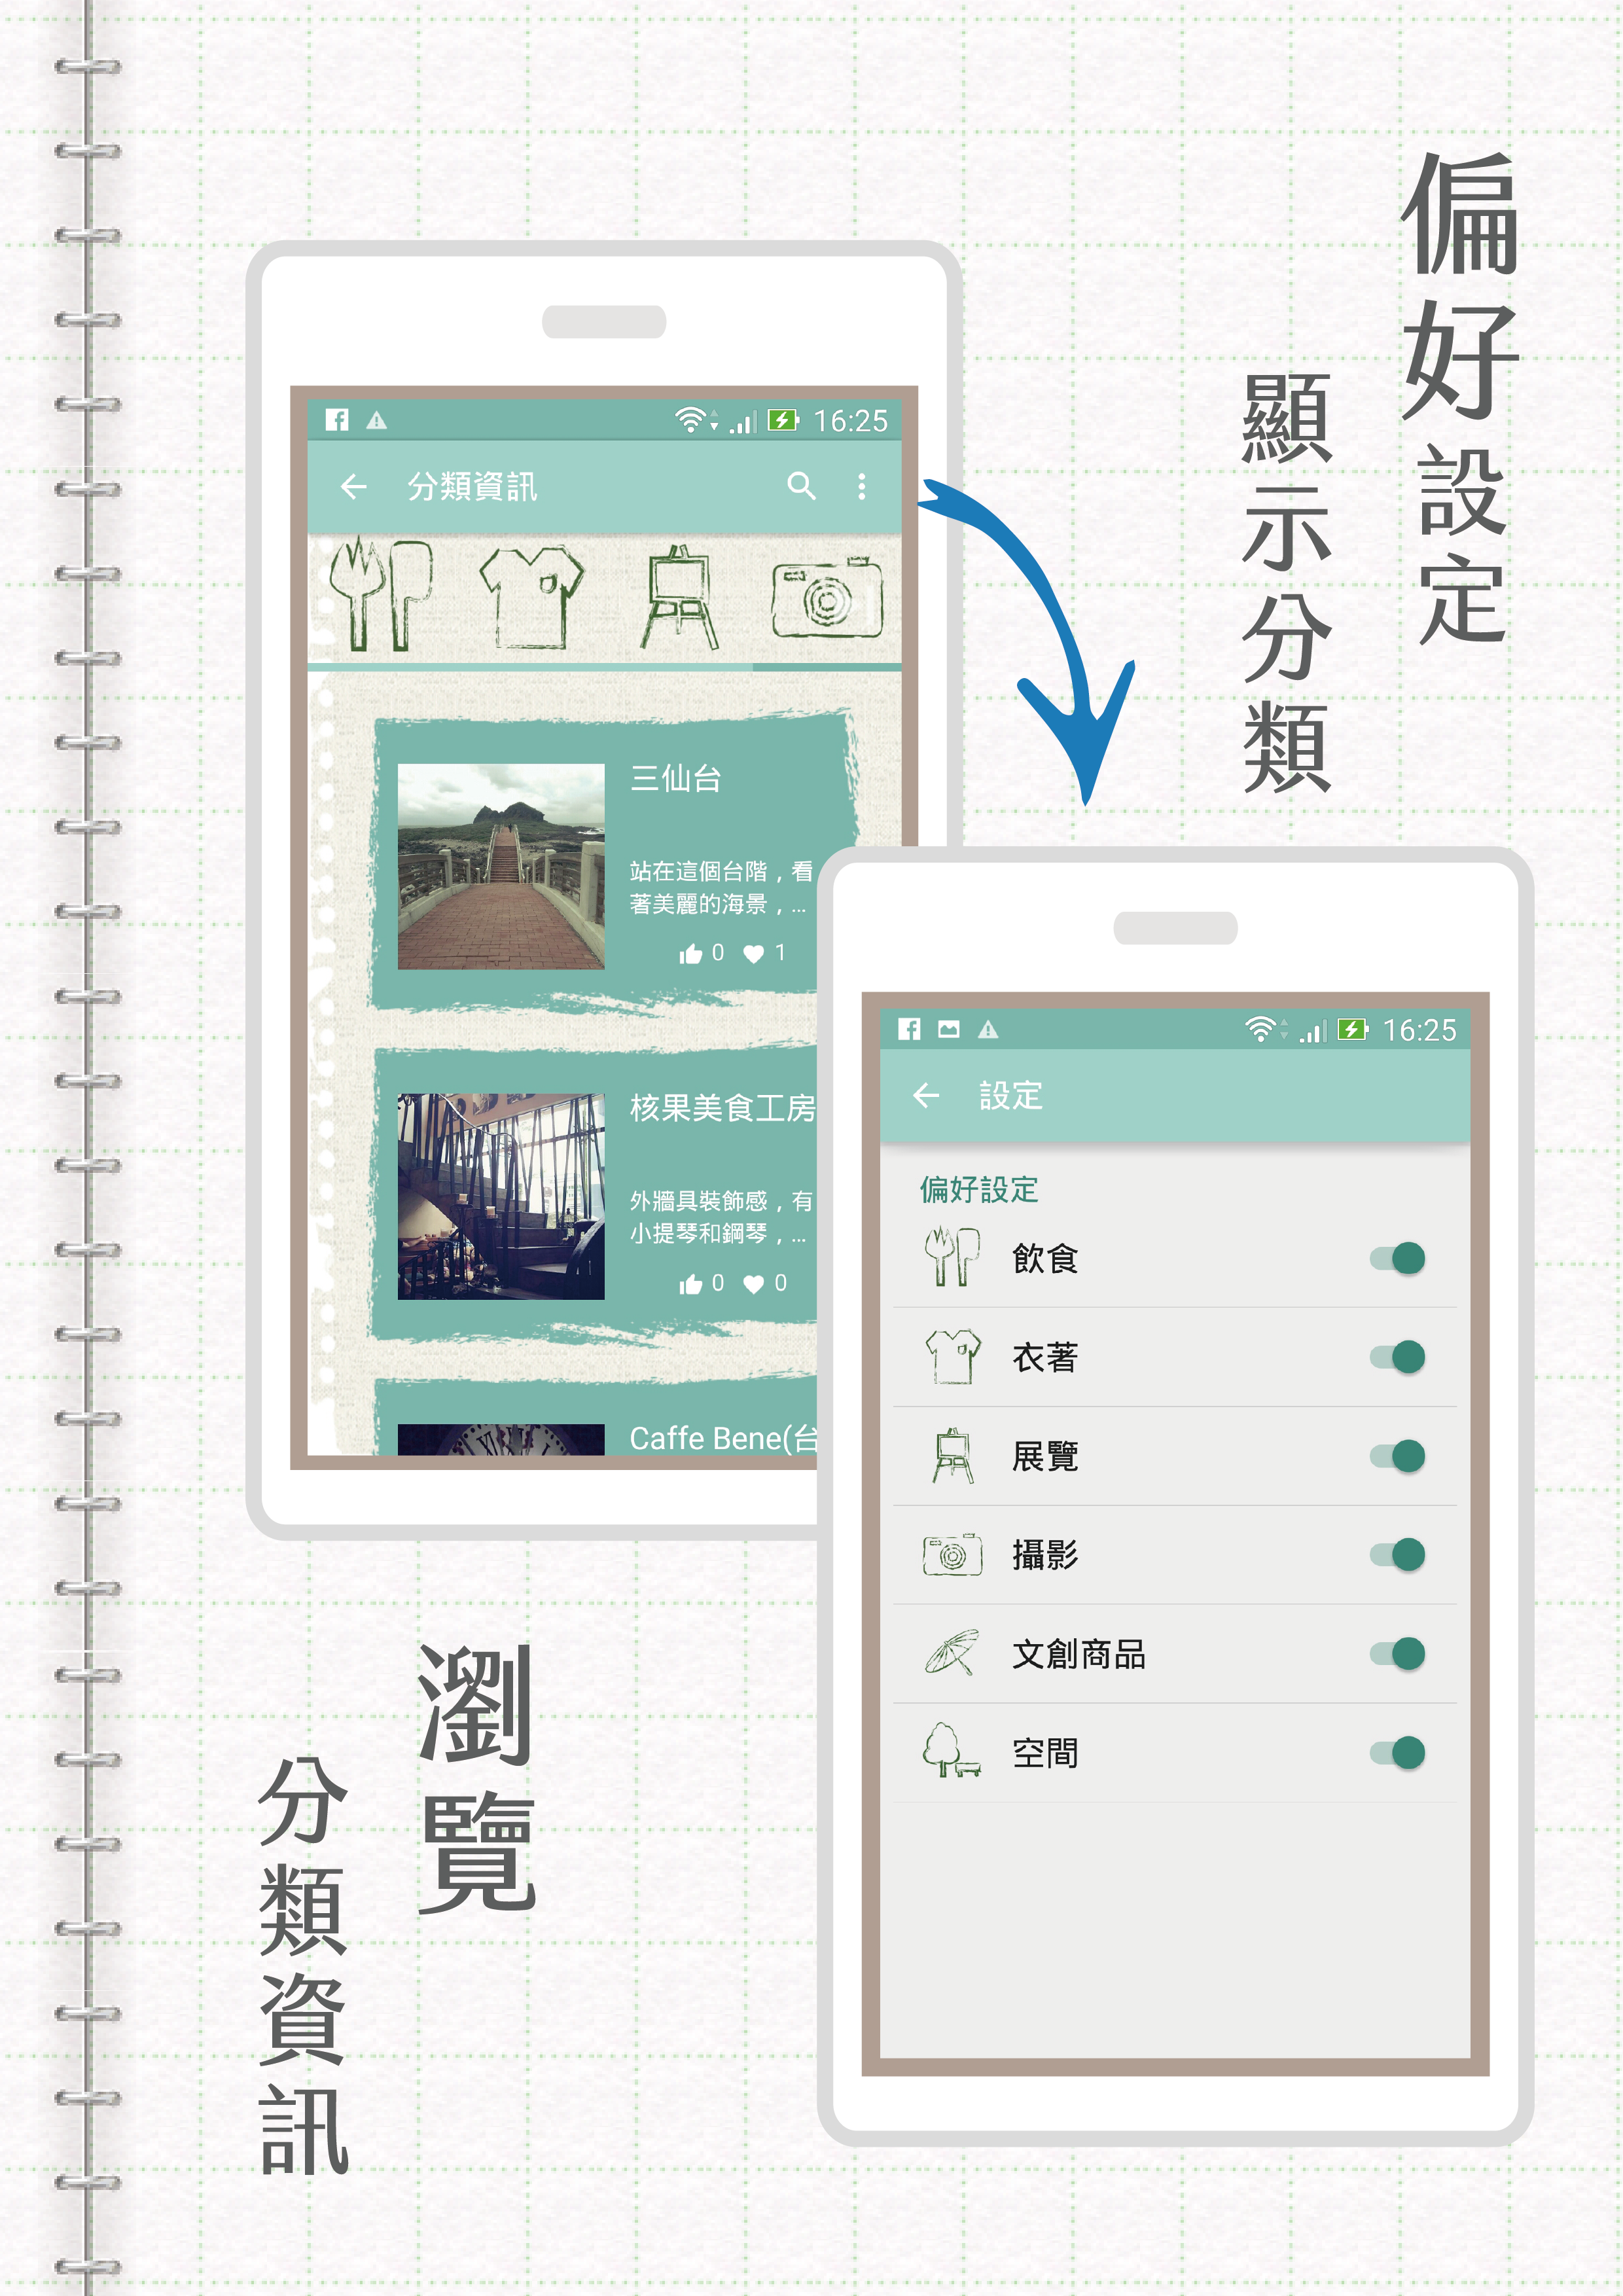 偏好設定
顯示分類
16:25
分類資訊
三仙台
站在這個台階，看
著美麗的海景，...
0 1
核果美食工房
外牆具裝飾感，有
小提琴和鋼琴，...
0 0
Caffe Bene(台
16:25
設定
偏好設定
飲食
衣著
展覽
攝影
文創商品
空間
瀏覽
分類資訊